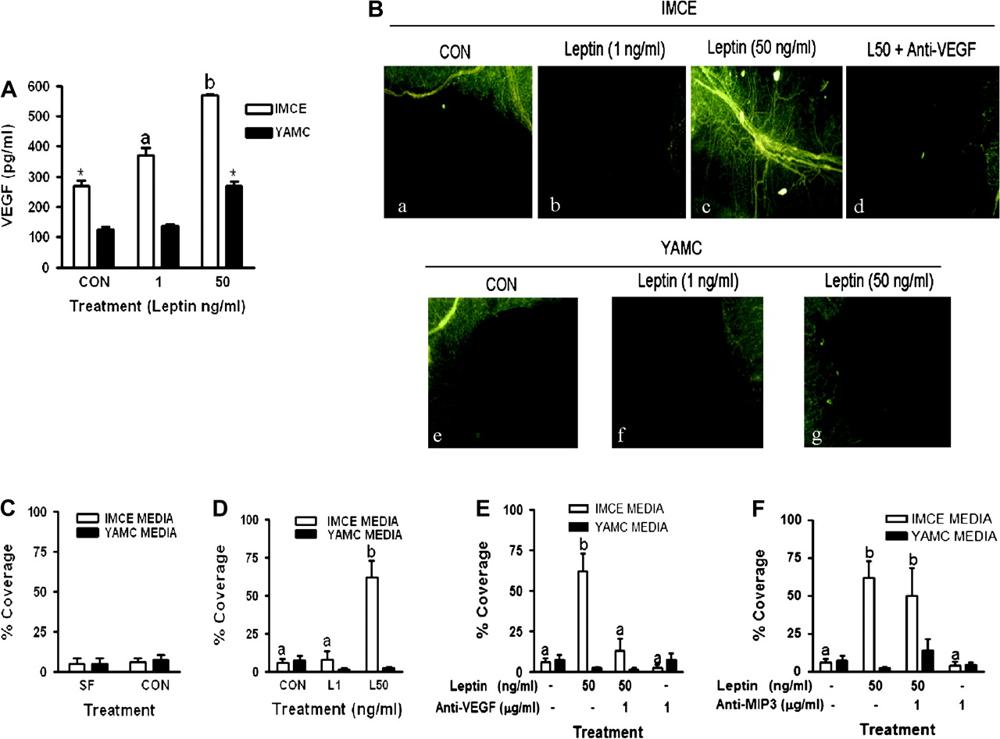 A
600
500
400
300
200
100
0
VEGF (pg/ml)
*
a
b
*
IMCE
YAMC
CON 1 50
Treatment (Leptin ng/ml)
B
IMCE
CON Leptin (1 ng/ml) Leptin (50 ng/ml) L50 + Anti-VEGF
a b c d
YAMC
CON Leptin (1 ng/ml) Leptin (50 ng/ml)
e f g
C
100
75
50
25
0
% Coverage
IMCE MEDIA
YAMC MEDIA
SF CON
Treatment
D
100
75
50
25
0
% Coverage
IMCE MEDIA
YAMC MEDIA
a a b
CON L1 L50
Treatment (ng/ml)
E
100
75
50
25
0
% Coverage
IMCE MEDIA
YAMC MEDIA
a b a a
Leptin (ng/ml) - 50 50 -
Anti-VEGF (µg/ml) - - 1 1
Treatment
F
100
75
50
25
0
% Coverage
IMCE MEDIA
YAMC MEDIA
a b b a
Leptin (ng/ml) - 50 50 -
Anti-MIP3 (µg/ml) - - 1 1
Treatment